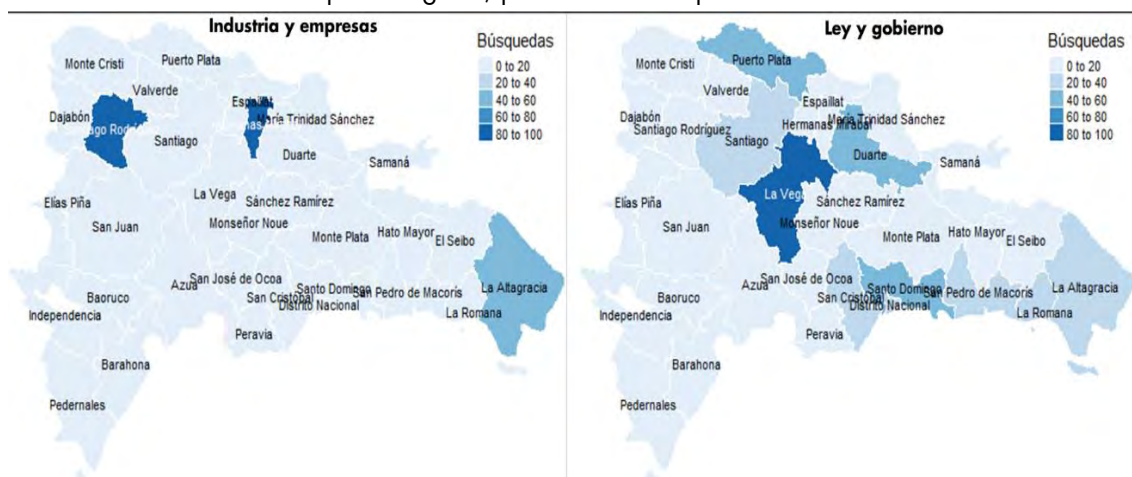 Industria y empresas
Búsquedas
0 to 20
20 to 40
40 to 60
60 to 80
80 to 100
Monte Cristi
Puerto Plata
Valverde
Espaillat
Dajabón
María Trinidad Sánchez
Santiago
Duarte
Samaná
La Vega
Elías Piña
Sánchez Ramírez
San Juan
Monseñor Noue
Monte Plata
Hato Mayor
El Seibo
San José de Ocoa
Azua
Santo Domingo
La Altagracia
Baoruco
San Cristóbal
San Pedro de Macorís
Distrito Nacional
Independencia
La Romana
Peravia
Barahona
Pedernales
Ley y gobierno
Búsquedas
0 to 20
20 to 40
40 to 60
60 to 80
80 to 100
Monte Cristi
Puerto Plata
Valverde
Espaillat
Dajabón
María Trinidad Sánchez
Santiago Rodríguez
Hermanas Mirabal
Santiago
Duarte
Samaná
La Vega
Elías Piña
Sánchez Ramírez
San Juan
Monseñor Noue
Monte Plata
Hato Mayor
El Seibo
San José de Ocoa
Azua
Santo Domingo
La Altagracia
Baoruco
San Cristóbal
San Pedro de Macorís
Distrito Nacional
Independencia
La Romana
Peravia
Barahona
Pedernales